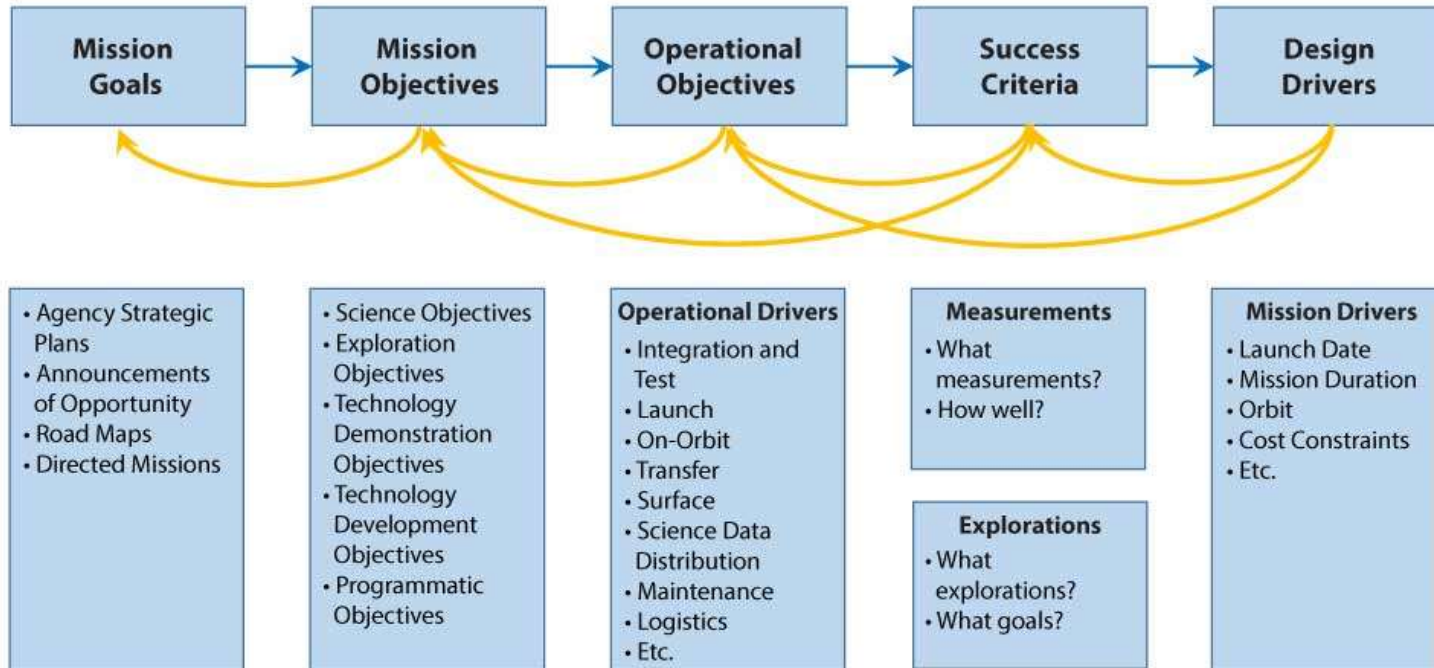 Mission
Goals
Mission
Objectives
Operational
Objectives
Success
Criteria
Design
Drivers
• Agency Strategic
Plans
• Announcements
of Opportunity
• Road Maps
• Directed Missions
• Science Objectives
• Exploration
Objectives
• Technology
Demonstration
Objectives
• Technology
Development
Objectives
• Programmatic
Objectives
Operational Drivers
• Integration and
Test
• Launch
• On-Orbit
• Transfer
• Surface
• Science Data
Distribution
• Maintenance
• Logistics
• Etc.
Measurements
• What
measurements?
• How well?
Explorations
• What
explorations?
• What goals?
Mission Drivers
• Launch Date
• Mission Duration
• Orbit
• Cost Constraints
• Etc.